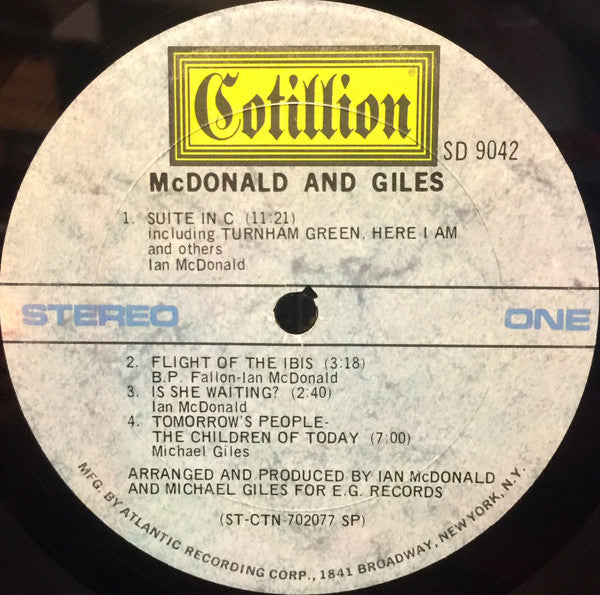 Cotillion®
SD 9042
McDONALD AND GILES
1. SUITE IN C (11:21)
including TURNHAM GREEN, HERE I AM
and others
Ian McDonald
STEREO ONE
2. FLIGHT OF THE IBIS (3:18)
B.P. Fallon-Ian McDonald
3. IS SHE WAITING? (2:40)
Ian McDonald
4. TOMORROW'S PEOPLE-
THE CHILDREN OF TODAY (7:00)
Michael Giles
ARRANGED AND PRODUCED BY IAN McDONALD
AND MICHAEL GILES FOR E.G. RECORDS
(ST-CTN-702077 SP)
MFG. BY ATLANTIC RECORDING CORP., 1841 BROADWAY, NEW YORK, N.Y.